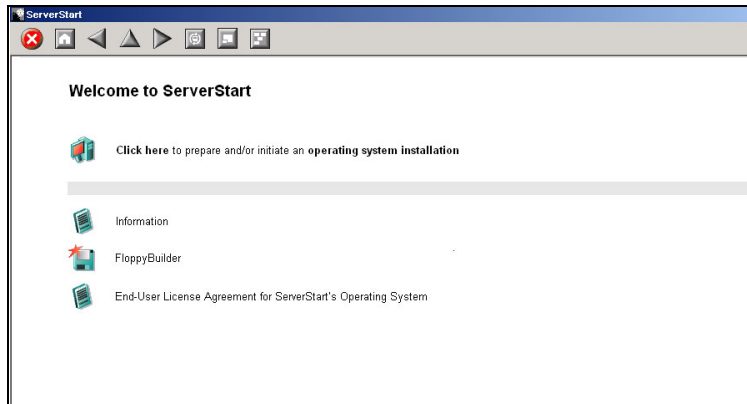 ServerStart
Welcome to ServerStart
Click here to prepare and/or initiate an operating system installation
Information
FloppyBuilder
End-User License Agreement for ServerStart's Operating System